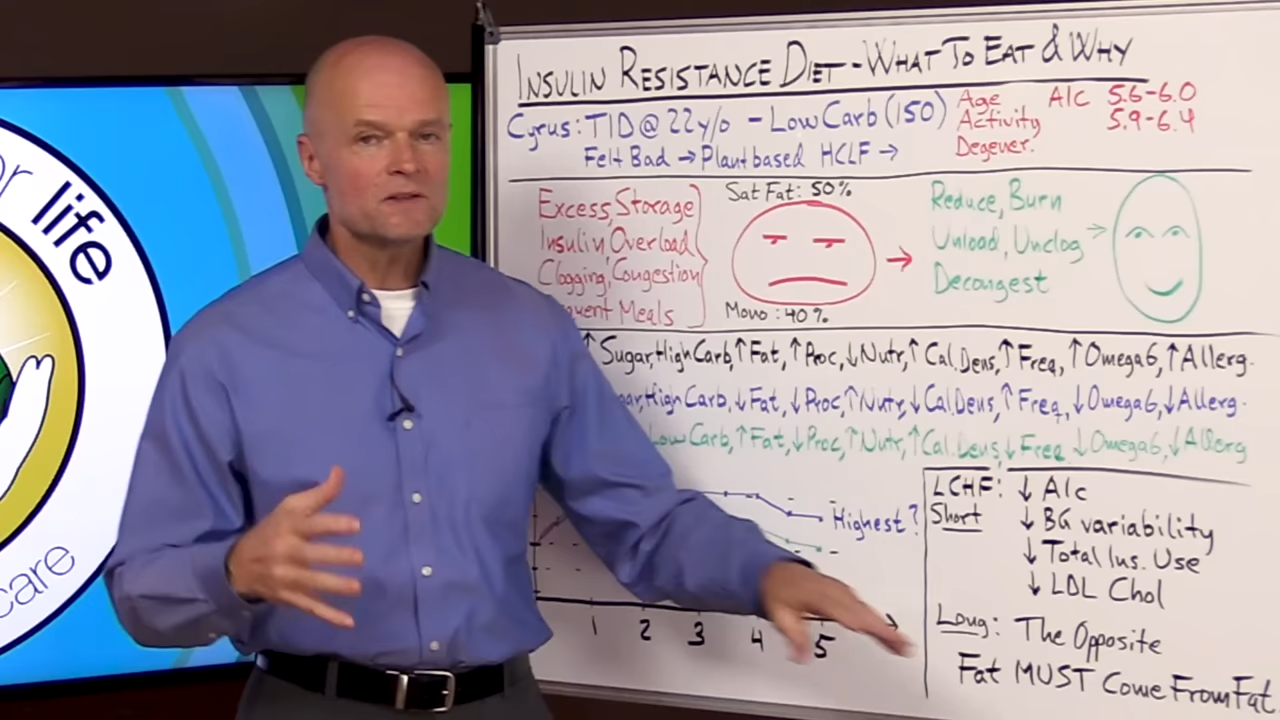 or life
care
INSULIN RESISTANCE DIET - WHAT TO EAT & WHY
Cyrus: T1D @ 22 y/o - Low Carb (150)
Felt Bad → Plantbased HCLF →
Age A1c 5.6-6.0
Activity 5.9-6.4
Degener.
Excess, Storage
Insulin, Overload
Clogging, Congestion
Meals
Sat Fat: 50%
Mono: 40%
Reduce, Burn
Unload, Unclog
Decongest
↑ Sugar, High Carb, ↑ Fat, ↑ Proc, ↓ Nutr, ↑ Cal. Dens, ↑ Freq, ↑ Omega 6, ↑ Allerg.
High Carb, ↓ Fat, ↓ Proc, ↑ Nutr, ↓ Cal. Dens, ↑ Freq, ↓ Omega 6, ↓ Allerg.
Low Carb, ↑ Fat, ↓ Proc, ↑ Nutr, ↑ Cal. Dens, ↓ Freq, ↓ Omega 6, ↓ Allerg
Highest?
1 2 3 4 5
LCHF: ↓ A1c
Short ↓ BG variability
↓ Total Ins. Use
↓ LDL Chol
Long: The Opposite
Fat MUST Come From Fat